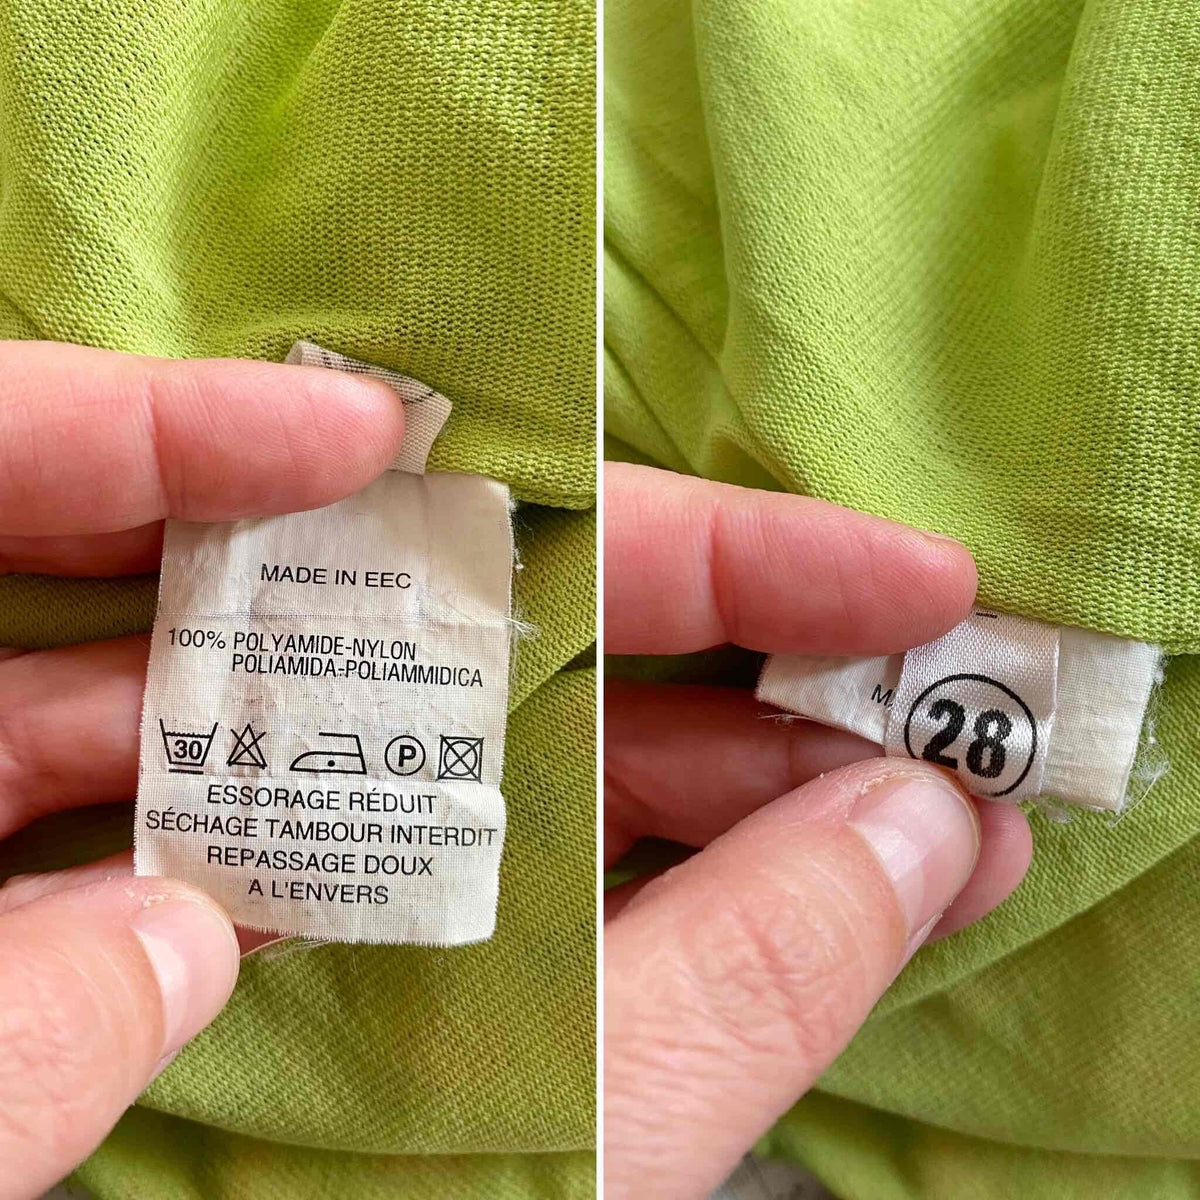 MADE IN EEC
100% POLYAMIDE-NYLON
POLIAMIDA-POLIAMMIDICA
30 P
ESSORAGE RÉDUIT
SÉCHAGE TAMBOUR INTERDIT
REPASSAGE DOUX
A L'ENVERS
28